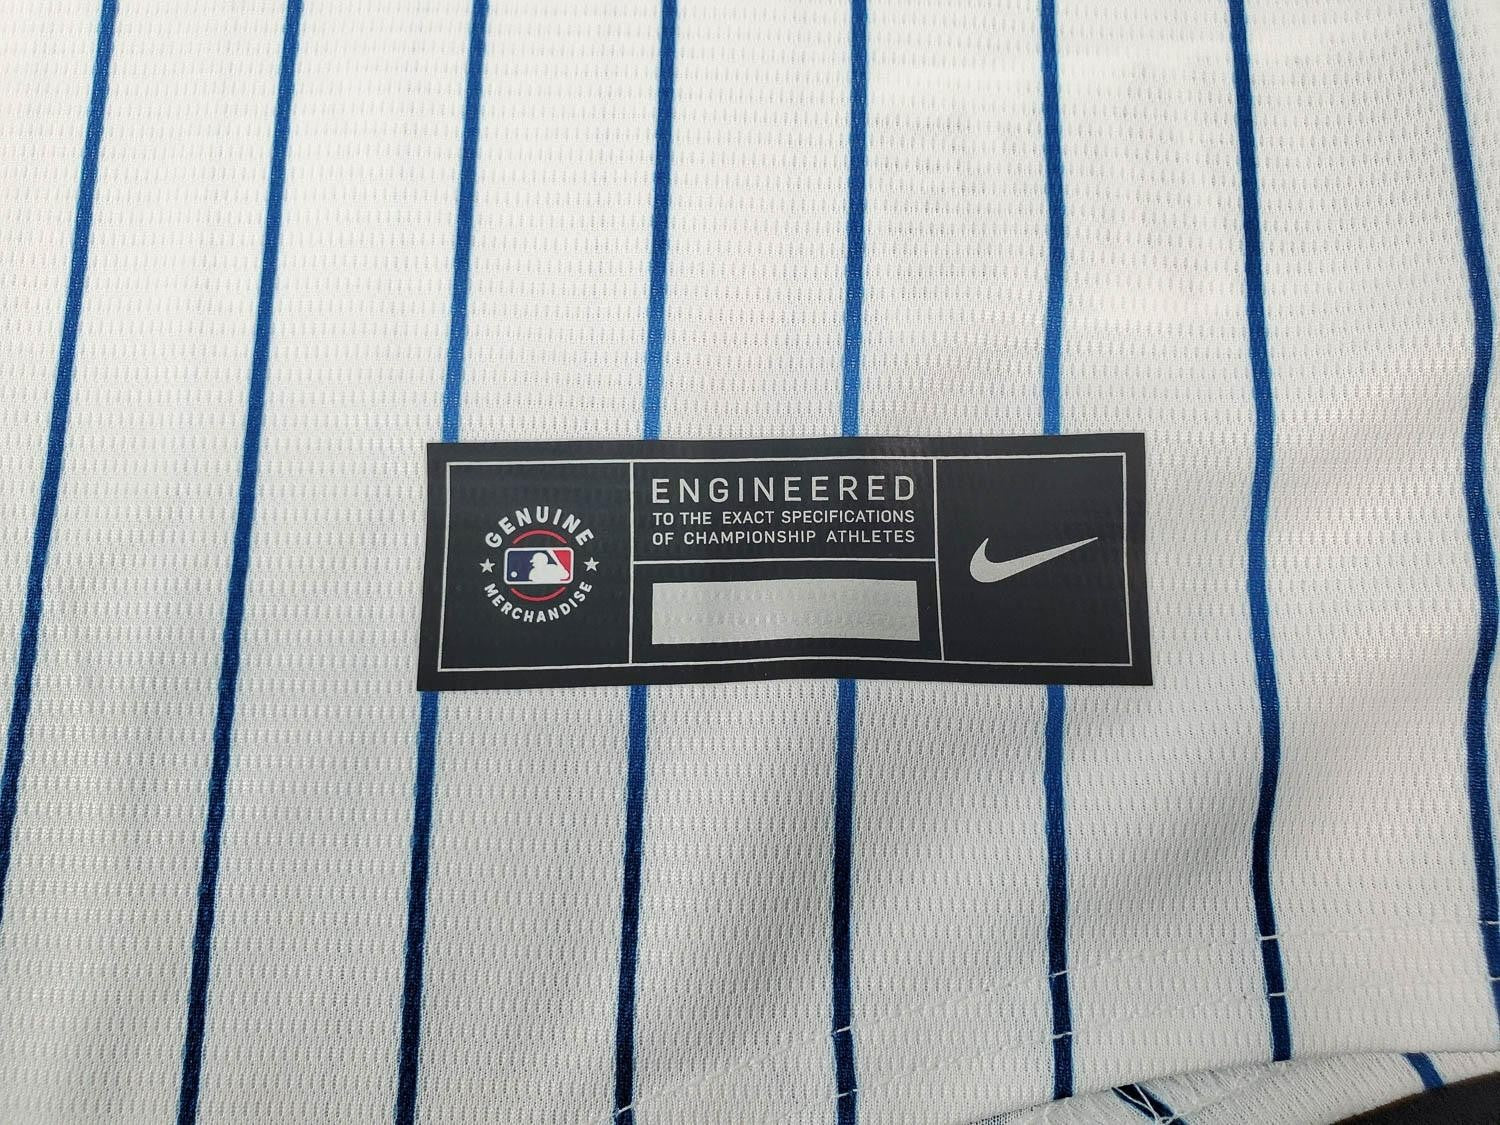 GENUINE
MERCHANDISE
ENGINEERED
TO THE EXACT SPECIFICATIONS
OF CHAMPIONSHIP ATHLETES